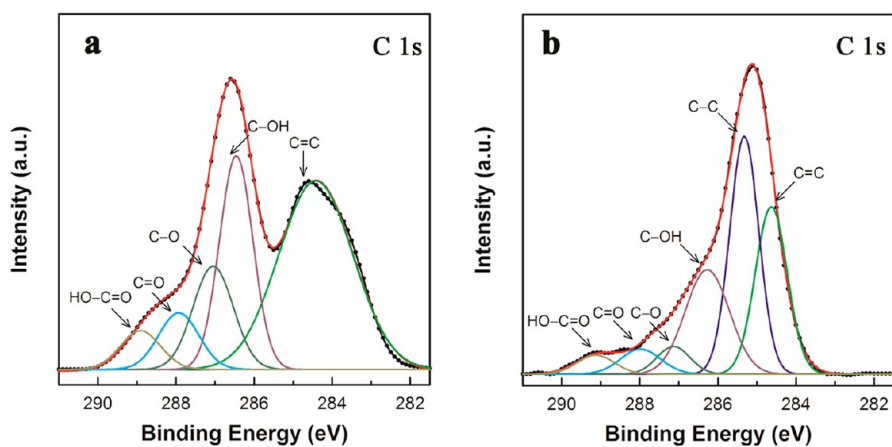 a
C 1s
C–OH
C=C
C–O
C=O
HO–C=O
Intensity (a.u.)
290 288 286 284 282
Binding Energy (eV)
b
C 1s
C–C
C=C
C–OH
C–O
C=O
HO–C=O
Intensity (a.u.)
290 288 286 284 282
Binding Energy (eV)